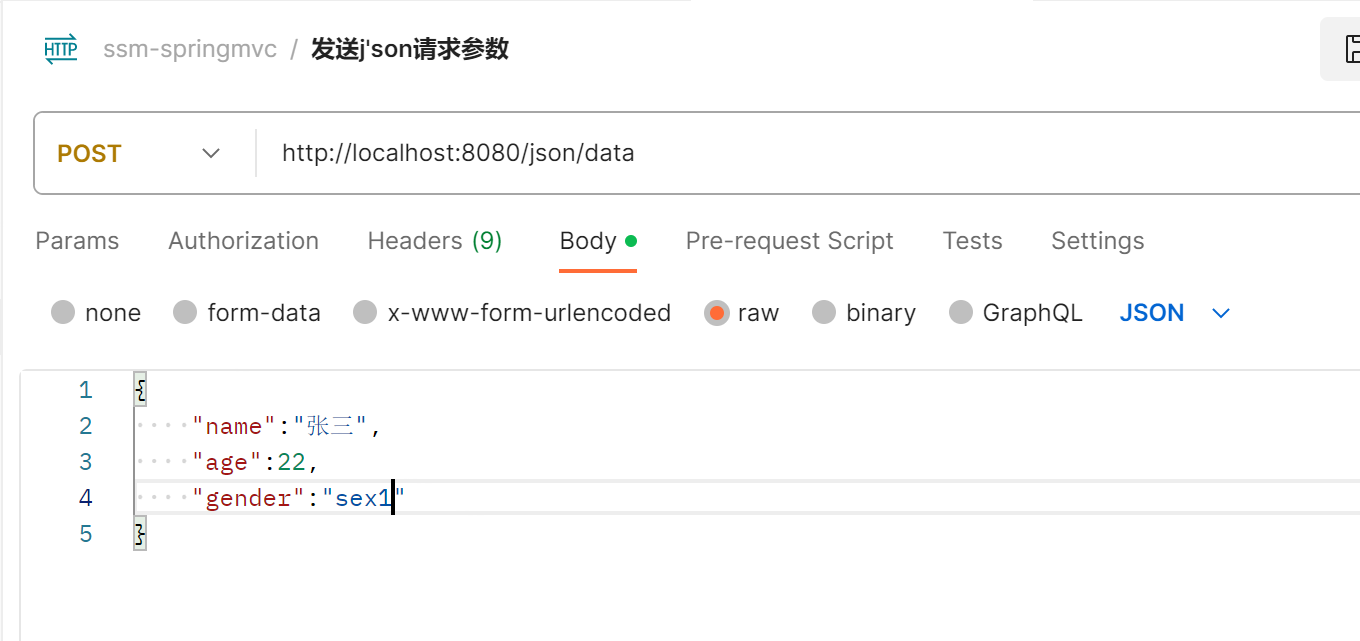 HTTP ssm-springmvc / 发送j'son请求参数
POST http://localhost:8080/json/data
Params Authorization Headers (9) Body Pre-request Script Tests Settings
none form-data x-www-form-urlencoded raw binary GraphQL JSON
1 {
2 ····"name":"张三",
3 ····"age":22,
4 ····"gender":"sex1"
5 }